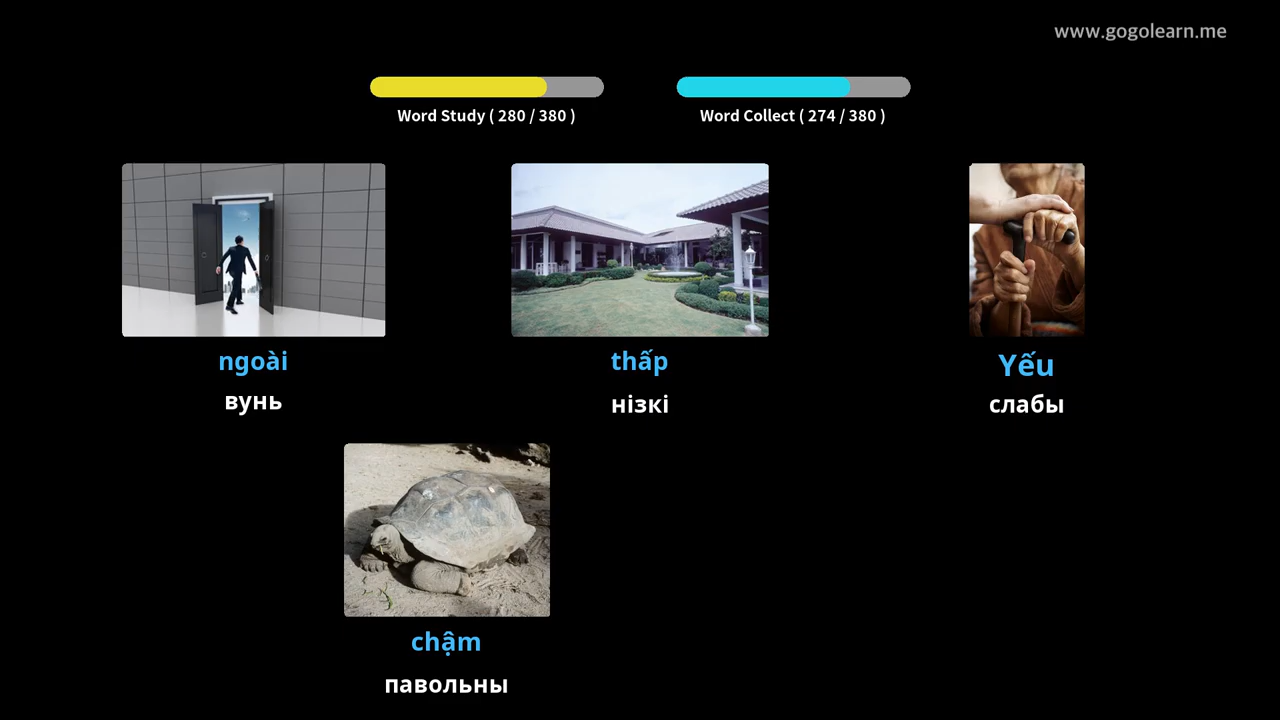 www.gogolearn.me
Word Study ( 280 / 380 )
Word Collect ( 274 / 380 )
ngoài
вунь
thấp
нізкі
Yếu
слабы
chậm
павольны